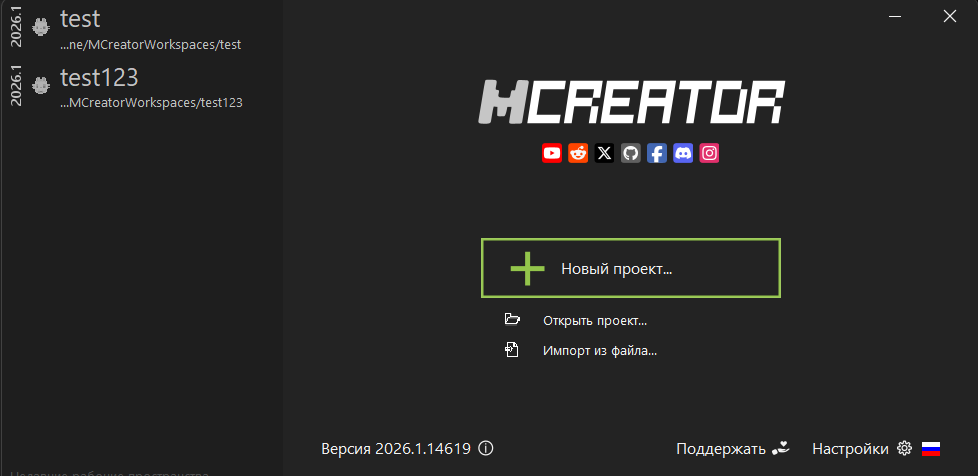 2026.1
test
...ne/MCreatorWorkspaces/test
2026.1
test123
...MCreatorWorkspaces/test123
MCREATOR
Новый проект...
Открыть проект...
Импорт из файла...
Версия 2026.1.14619
Поддержать
Настройки